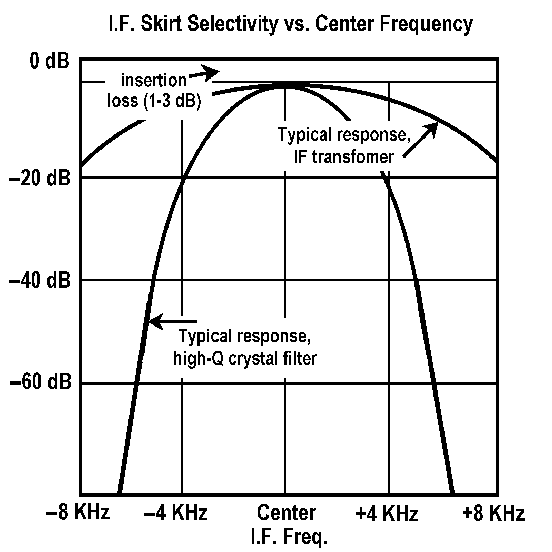 I.F. Skirt Selectivity vs. Center Frequency
0 dB
insertion
loss (1-3 dB)
Typical response,
IF transfomer
–20 dB
–40 dB
Typical response,
high-Q crystal filter
–60 dB
–8 KHz –4 KHz Center +4 KHz +8 KHz
I.F. Freq.